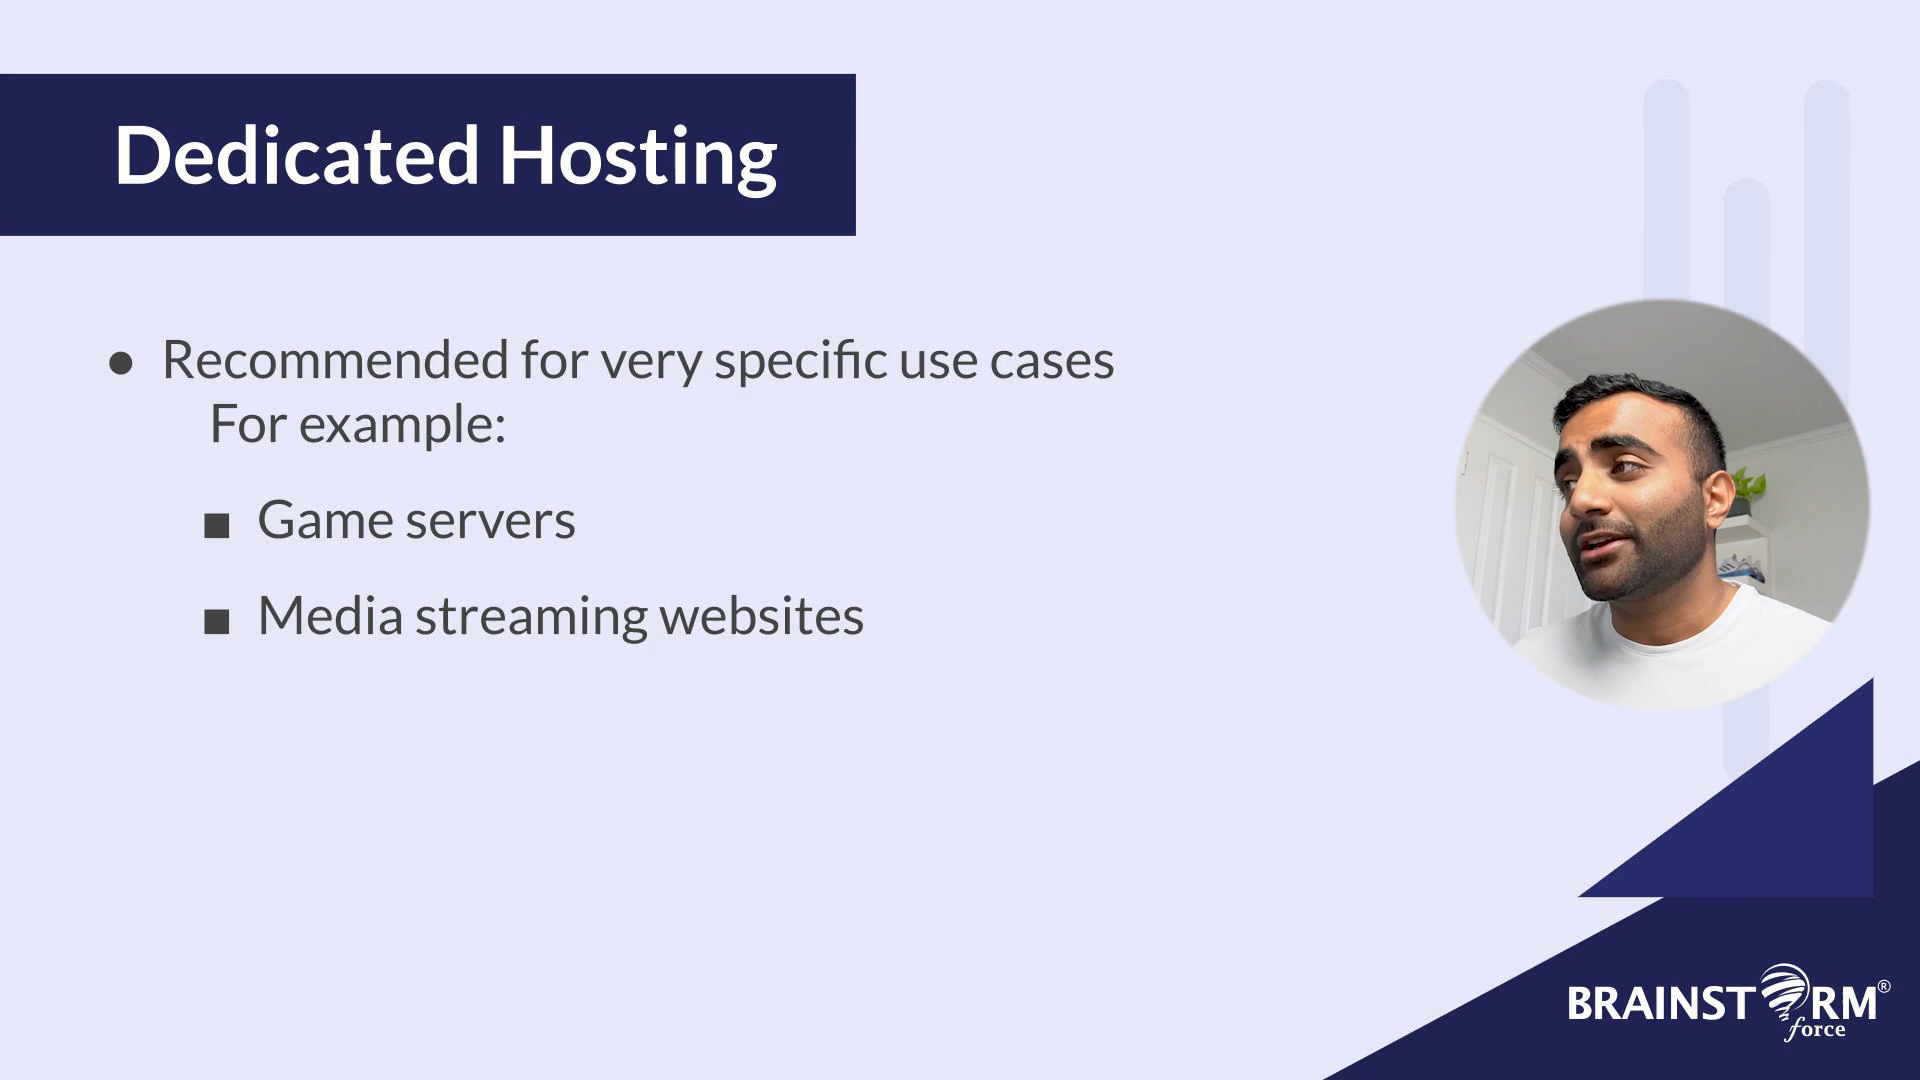 Dedicated Hosting
● Recommended for very specific use cases
For example:
■ Game servers
■ Media streaming websites
BRAINSTORM®
force